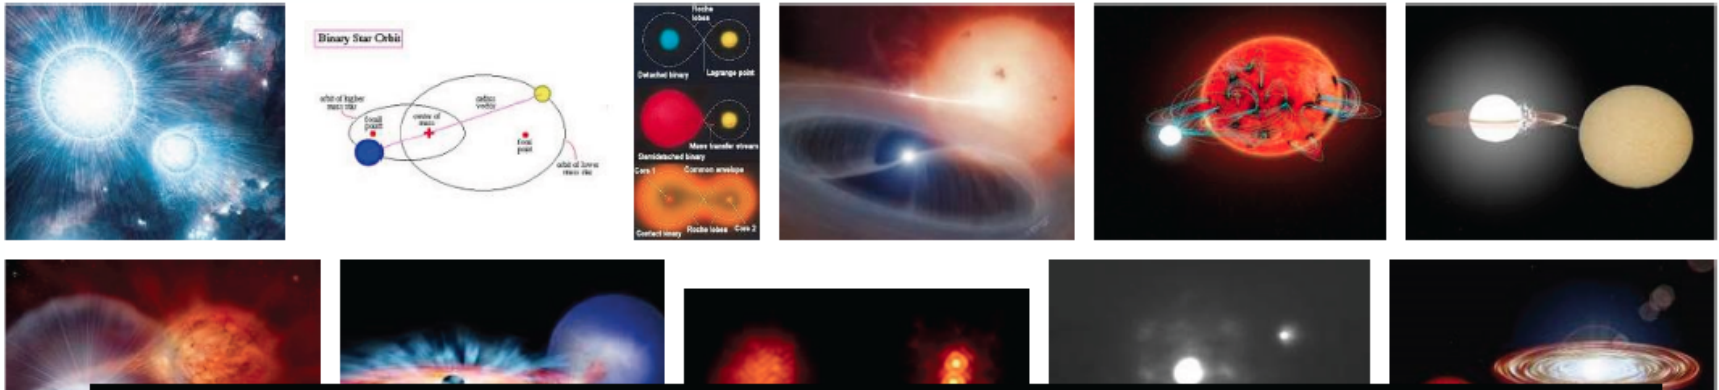 Binary Star Orbit
orbit of higher
mass star
focal
point
center of
mass
radius
vector
focal
point
orbit of lower
mass star
Roche
lobes
Detached binary
Lagrange point
Mass transfer stream
Semidetached binary
Core 1
Common envelope
Contact binary
Roche lobes
Core 2